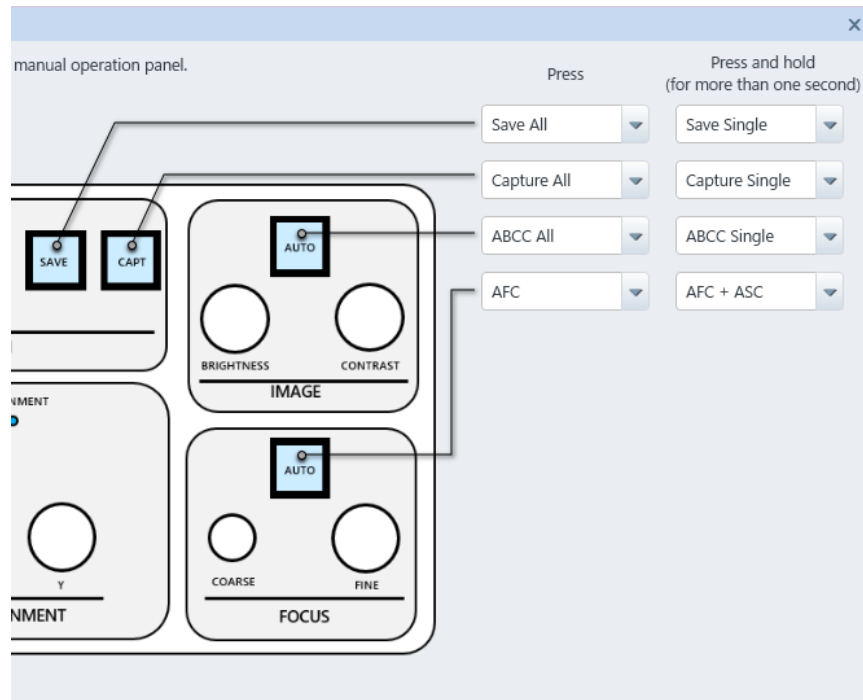 manual operation panel.
Press
Press and hold
(for more than one second)
Save All
Save Single
Capture All
Capture Single
ABCC All
ABCC Single
AFC
AFC + ASC
SAVE
CAPT
AUTO
BRIGHTNESS
CONTRAST
IMAGE
NMENT
AUTO
COARSE
FINE
Y
NMENT
FOCUS